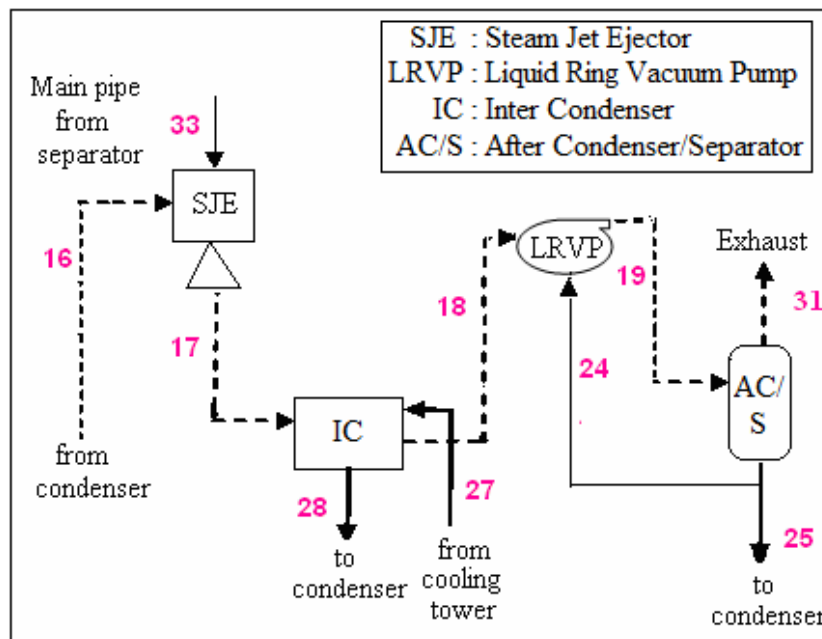 SJE : Steam Jet Ejector
LRVP : Liquid Ring Vacuum Pump
IC : Inter Condenser
AC/S : After Condenser/Separator
Main pipe
from
separator
33
SJE
16
17
from
condenser
IC
28
to
condenser
27
from
cooling
tower
18
LRVP
19
24
Exhaust
31
AC/
S
25
to
condenser